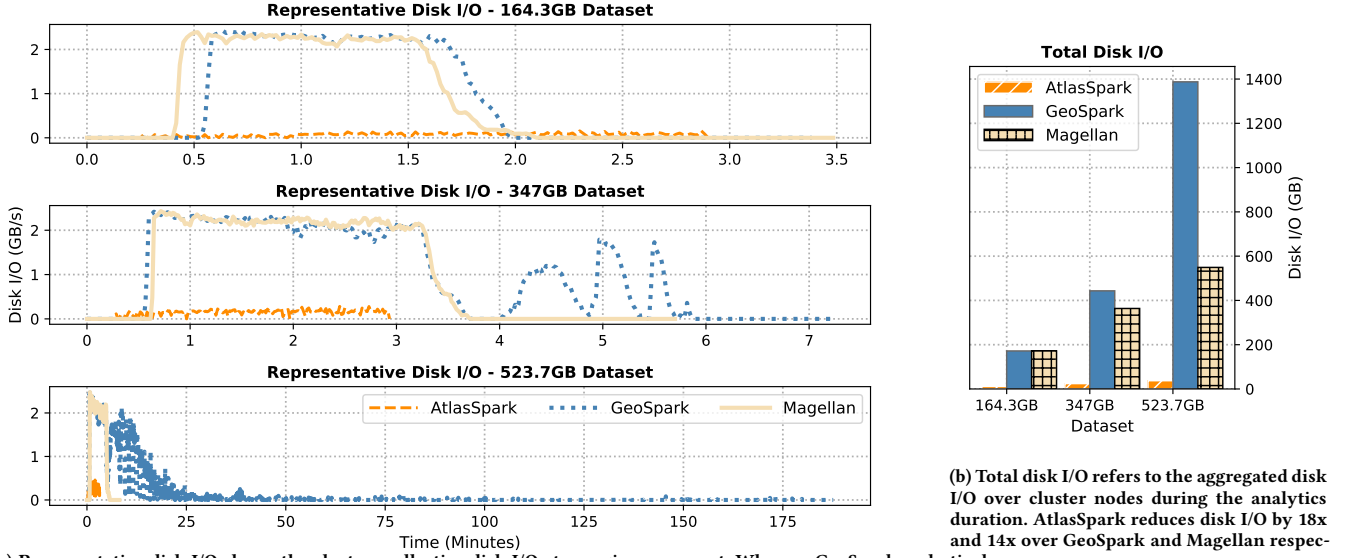 Representative Disk I/O - 164.3GB Dataset
2
1
0
0.0 0.5 1.0 1.5 2.0 2.5 3.0 3.5
Representative Disk I/O - 347GB Dataset
Disk I/O (GB/s)
2
1
0
0 1 2 3 4 5 6 7
Representative Disk I/O - 523.7GB Dataset
AtlasSpark GeoSpark Magellan
2
1
0
0 25 50 75 100 125 150 175
Time (Minutes)
Total Disk I/O
AtlasSpark
GeoSpark
Magellan
1400
1200
1000
800
600
400
200
0
Disk I/O (GB)
164.3GB 347GB 523.7GB
Dataset
(b) Total disk I/O refers to the aggregated disk
I/O over cluster nodes during the analytics
duration. AtlasSpark reduces disk I/O by 18x
and 14x over GeoSpark and Magellan respec-